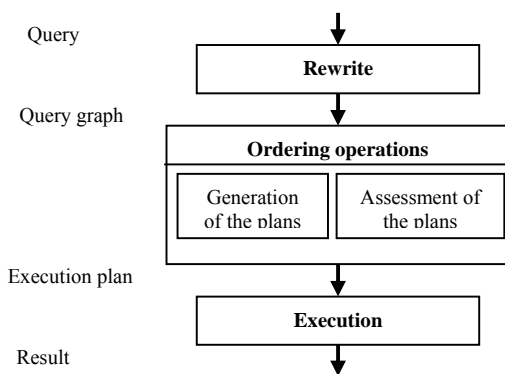 Query
Rewrite
Query graph
Ordering operations
Generation
of the plans
Assessment of
the plans
Execution plan
Execution
Result